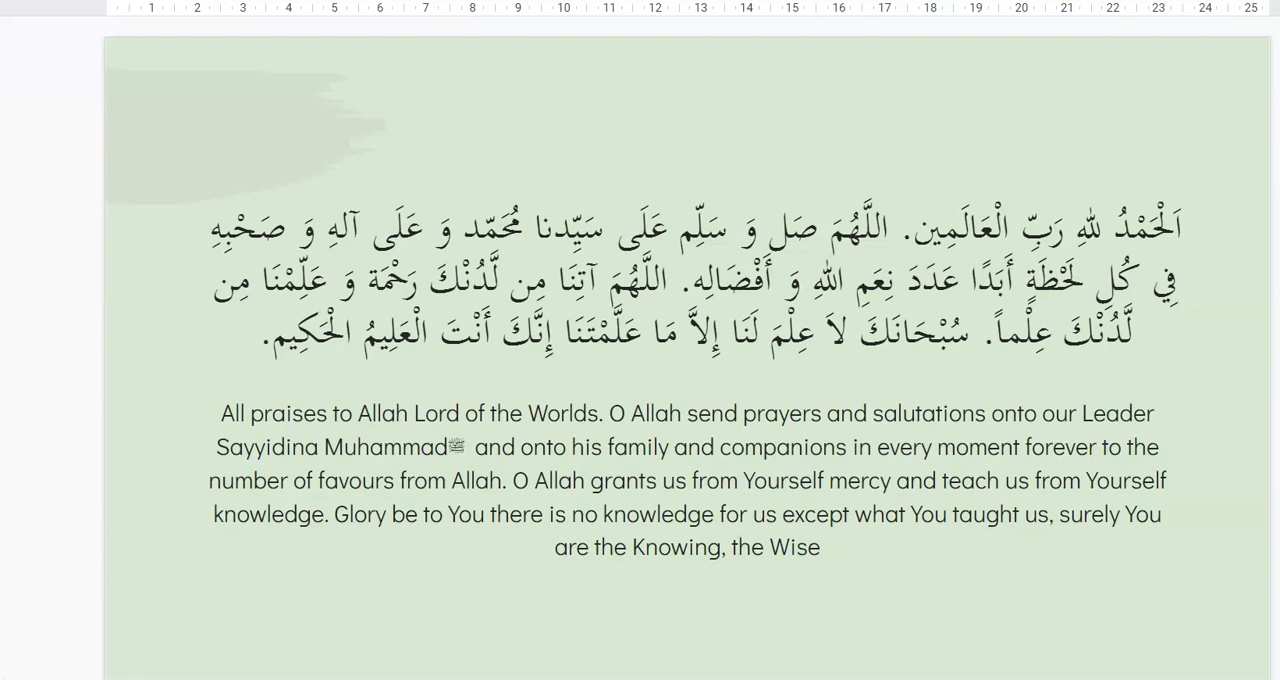 1 2 3 4 5 6 7 8 9 10 11 12 13 14 15 16 17 18 19 20 21 22 23 24 25
اَلْحَمْدُ للهِ رَبِّ الْعَالَمِين. اللَّهُمَّ صَل وَ سَلِّم عَلَى سَيِّدنا مُحَمّد وَ عَلَى آلهِ وَ صَحْبِهِ
فِي كُلِ لَحْظَةٍ أَبَدًا عَدَدَ نِعَمِ اللهِ وَ أَفْضَالِه. اللَّهُمَ آتِنَا مِن لَّدُنْكَ رَحْمَة وَ عَلِّمْنَا مِن
لَّدُنْكَ عِلْماً. سُبْحَانَكَ لاَ عِلْمَ لَنَا إِلاَّ مَا عَلَّمْتَنَا إِنَّكَ أَنْتَ الْعَلِيمُ الْحَكِيم.
All praises to Allah Lord of the Worlds. O Allah send prayers and salutations onto our Leader
Sayyidina Muhammadﷺ and onto his family and companions in every moment forever to the
number of favours from Allah. O Allah grants us from Yourself mercy and teach us from Yourself
knowledge. Glory be to You there is no knowledge for us except what You taught us, surely You
are the Knowing, the Wise